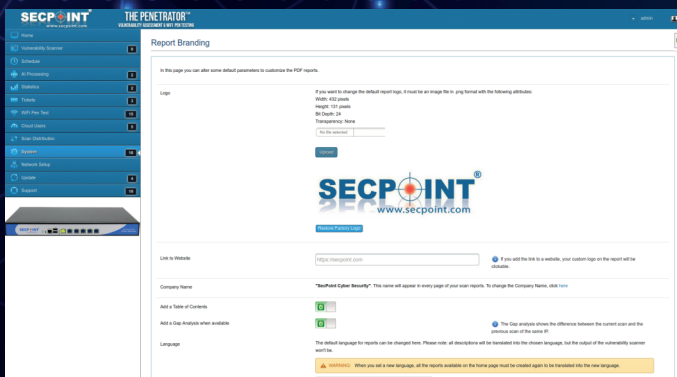 SECPOINT
www.secpoint.com
THE PENETRATOR™
VULNERABILITY ASSESSMENT & WIFI PEN TESTING
admin
Home
Vulnerability Scanner
Schedule
AI Processing
Statistics
Tickets
WiFi Pen Test
Cloud Users
Scan Distribution
System
Network Setup
Update
Support
Report Branding
In this page you can alter some default parameters to customize the PDF reports.
Logo
If you want to change the default report logo, it must be an image file in .png format with the following attributes:
Width: 432 pixels
Height: 131 pixels
Bit Depth: 24
Transparency: None
No file selected
Upload
SECPOINT®
www.secpoint.com
Restore Factory Logo
Link to Website
https://secpoint.com
If you add the link to a website, your custom logo on the report will be
clickable.
Company Name
"SecPoint Cyber Security". This name will appear in every page of your scan reports. To change the Company Name, click here
Add a Table of Contents
Add a Gap Analysis when available
The Gap analysis shows the difference between the current scan and the
previous scan of the same IP.
Language
The default language for reports can be changed here. Please note: all descriptions will be translated into the chosen language, but the output of the vulnerability scanner
won't be.
WARNING: When you set a new language, all the reports available on the home page must be created again to be translated into the new language.